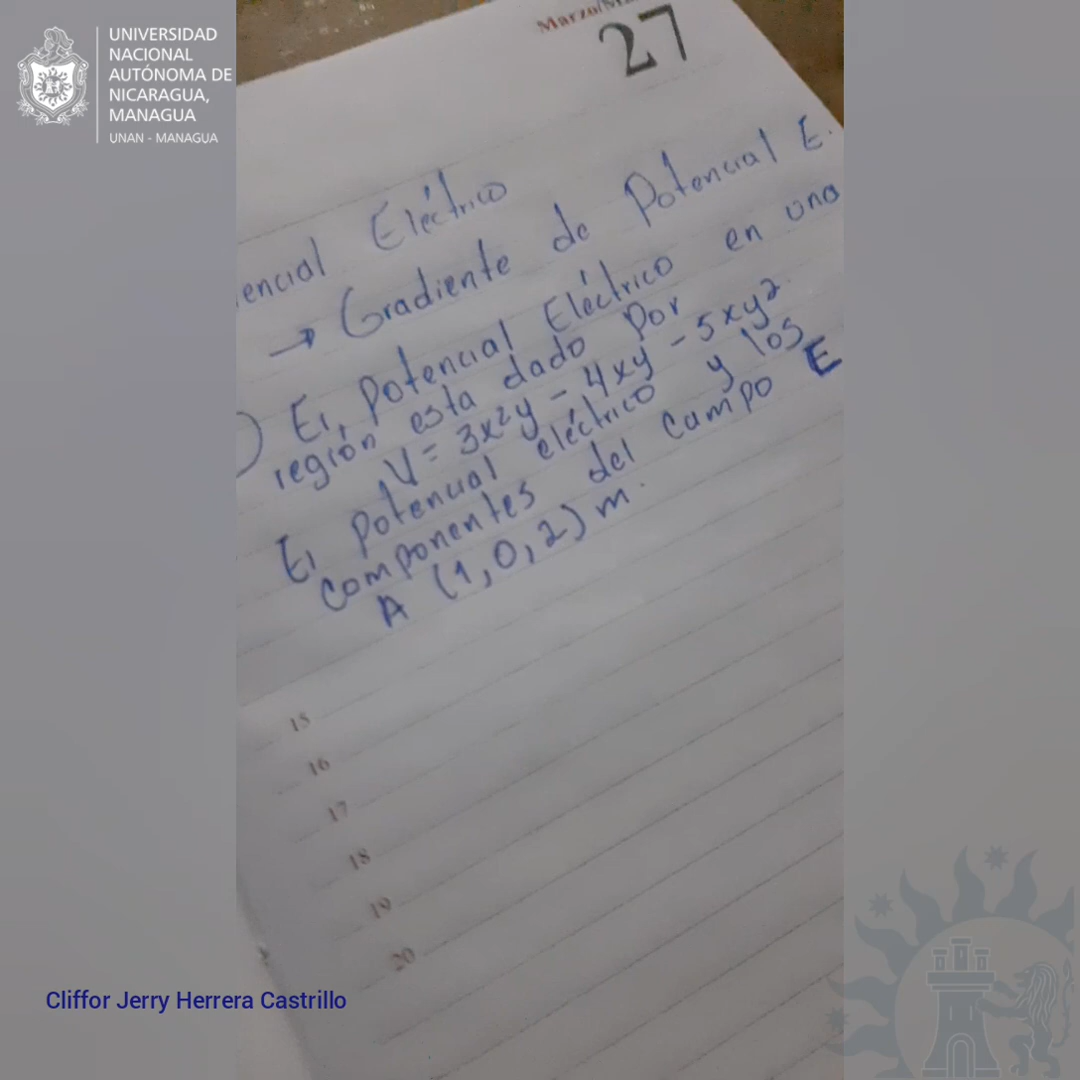 UNIVERSIDAD
NACIONAL
AUTÓNOMA DE
NICARAGUA,
MANAGUA
UNAN - MANAGUA
27
encial Eléctrico
→ Gradiente de Potencial E.
) El, Potencial Eléctrico en una
región esta dado por
V = 3x²y - 4xy - 5xy²
El potencial eléctrico y los
componentes del campo E
A (1, 0, 2) m.
15
16
17
18
19
20
Cliffor Jerry Herrera Castrillo